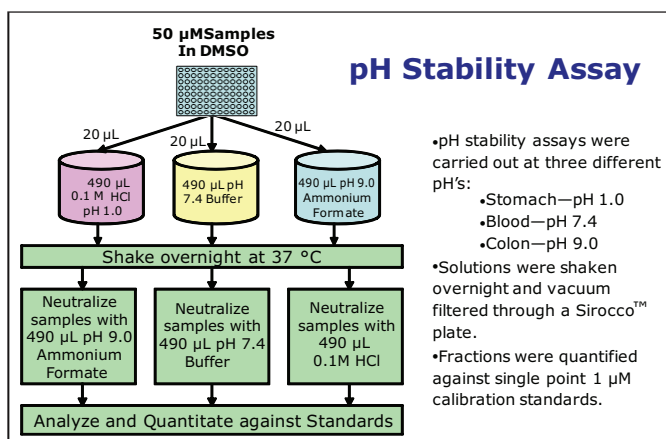 50 µMSamples
In DMSO
pH Stability Assay
20 µL
20 µL
20 µL
490 µL
0.1 M HCl
pH 1.0
490 µL pH
7.4 Buffer
490 µL pH 9.0
Ammonium
Formate
Shake overnight at 37 °C
Neutralize
samples with
490 µL pH 9.0
Ammonium
Formate
Neutralize
samples with
490 µL pH 7.4
Buffer
Neutralize
samples with
490 µL
0.1M HCl
Analyze and Quantitate against Standards
•pH stability assays were
carried out at three different
pH's:
•Stomach—pH 1.0
•Blood—pH 7.4
•Colon—pH 9.0
•Solutions were shaken
overnight and vacuum
filtered through a Sirocco™
plate.
•Fractions were quantified
against single point 1 µM
calibration standards.